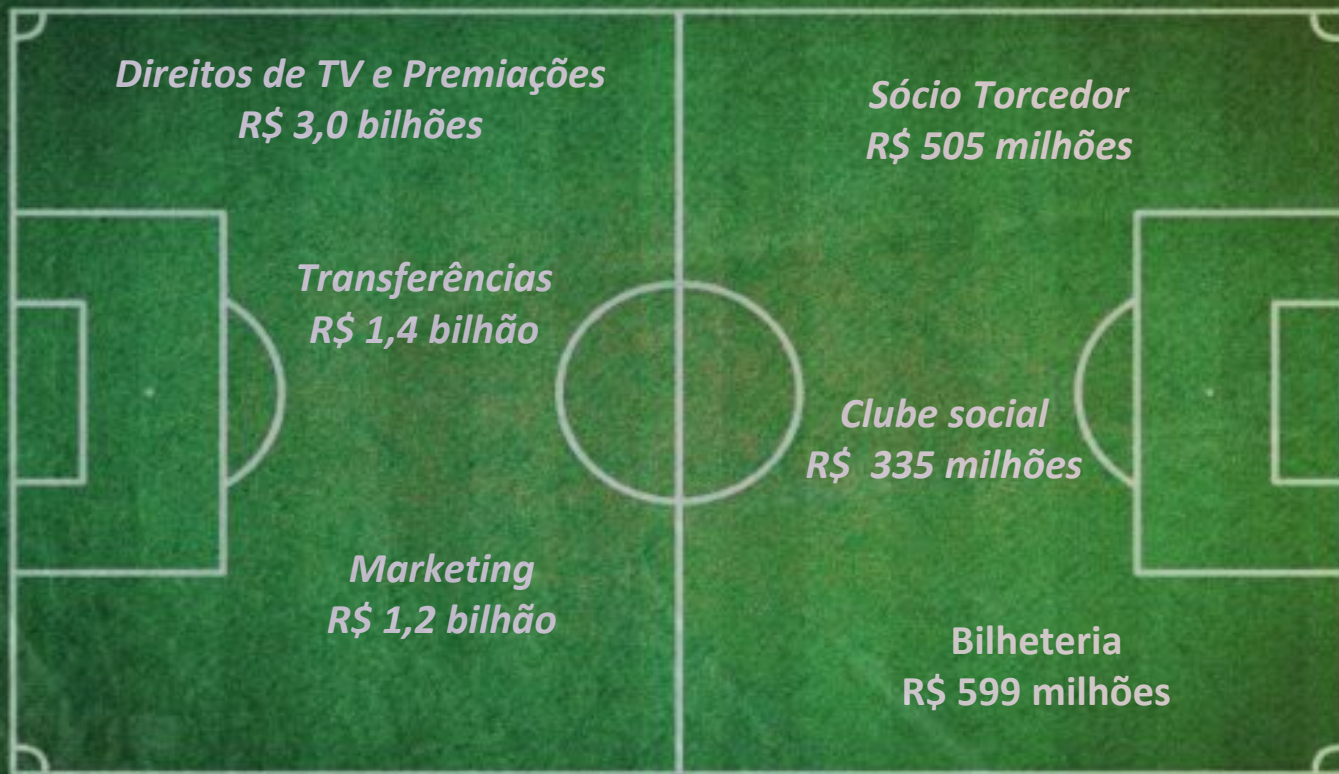 Direitos de TV e Premiações
R$ 3,0 bilhões
Sócio Torcedor
R$ 505 milhões
Transferências
R$ 1,4 bilhão
Clube social
R$  335 milhões
Marketing
R$ 1,2 bilhão
Bilheteria
R$ 599 milhões